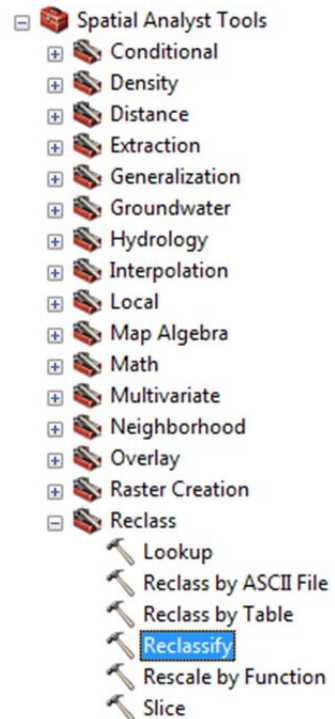 Spatial Analyst Tools
Conditional
Density
Distance
Extraction
Generalization
Groundwater
Hydrology
Interpolation
Local
Map Algebra
Math
Multivariate
Neighborhood
Overlay
Raster Creation
Reclass
Lookup
Reclass by ASCII File
Reclass by Table
Reclassify
Rescale by Function
Slice